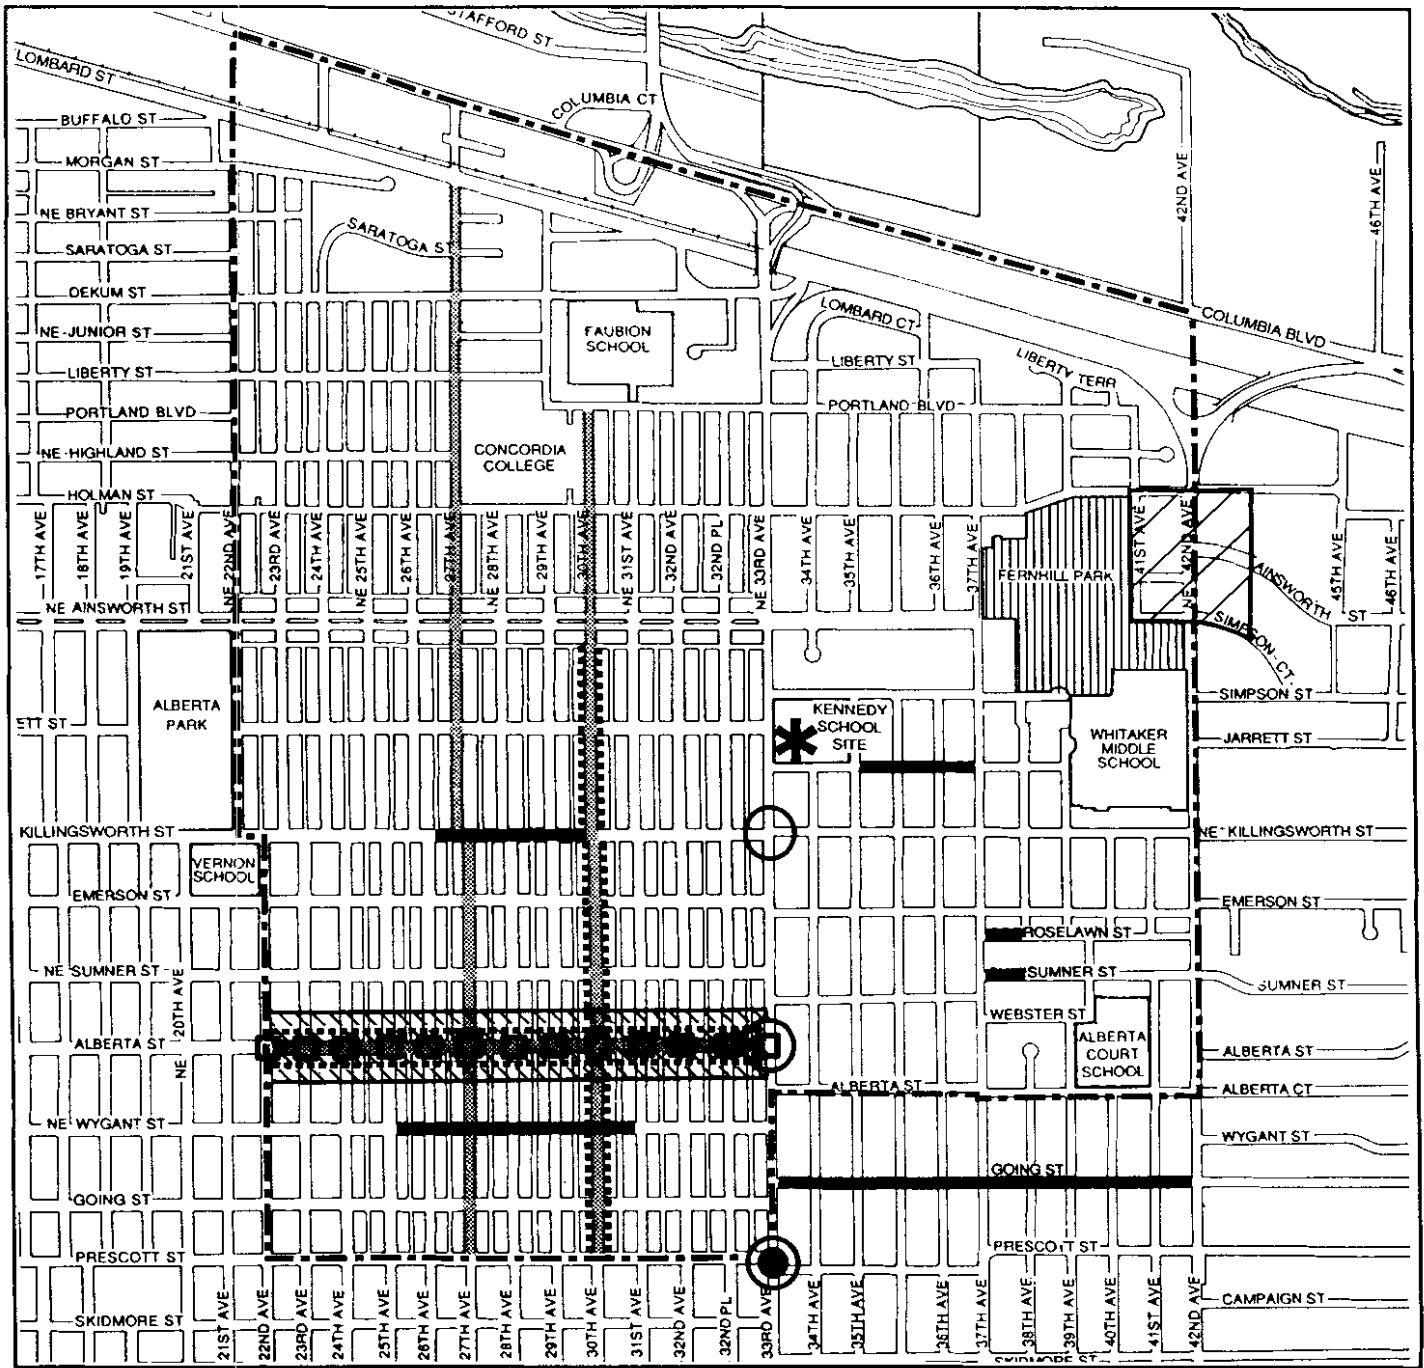 STAFFORD ST
LOMBARD ST
COLUMBIA CT
BUFFALO ST
MORGAN ST
42ND AVE
46TH AVE
NE BRYANT ST
SARATOGA ST
SARATOGA ST
DEKUM ST
LOMBARD CT
COLUMBIA BLVD
NE JUNIOR ST
FAUBION
SCHOOL
LIBERTY ST
LIBERTY ST
LIBERTY TERR
PORTLAND BLVD
PORTLAND BLVD
NE HIGHLAND ST
CONCORDIA
COLLEGE
HOLMAN ST
17TH AVE
18TH AVE
19TH AVE
21ST AVE
NE 22ND AVE
23RD AVE
24TH AVE
NE 25TH AVE
26TH AVE
27TH AVE
NE 28TH AVE
29TH AVE
30TH AVE
NE 31ST AVE
32ND AVE
32ND PL
NE 33RD AVE
34TH AVE
35TH AVE
36TH AVE
37TH AVE
41ST AVE
NE 42ND AVE
45TH AVE
46TH AVE
FERNHILL PARK
AINSWORTH ST
NE AINSWORTH ST
SIMPSON CT.
SIMPSON ST
ALBERTA
PARK
ETT ST
KENNEDY
SCHOOL
SITE
WHITAKER
MIDDLE
SCHOOL
JARRETT ST
KILLINGSWORTH ST
NE KILLINGSWORTH ST
VERNON
SCHOOL
EMERSON ST
EMERSON ST
ROSELAWN ST
NE SUMNER ST
SUMNER ST
SUMNER ST
NE 20TH AVE
WEBSTER ST
ALBERTA ST
ALBERTA
COURT
SCHOOL
ALBERTA ST
ALBERTA ST
ALBERTA CT
NE WYGANT ST
WYGANT ST
GOING ST
GOING ST
PRESCOTT ST
PRESCOTT ST
21ST AVE
22ND AVE
23RD AVE
24TH AVE
25TH AVE
26TH AVE
27TH AVE
28TH AVE
29TH AVE
30TH AVE
31ST AVE
32ND AVE
32ND PL
33RD AVE
34TH AVE
35TH AVE
36TH AVE
37TH AVE
38TH AVE
39TH AVE
40TH AVE
41ST AVE
42ND AVE
CAMPAIGN ST
SKIDMORE ST
SKIDMORE ST